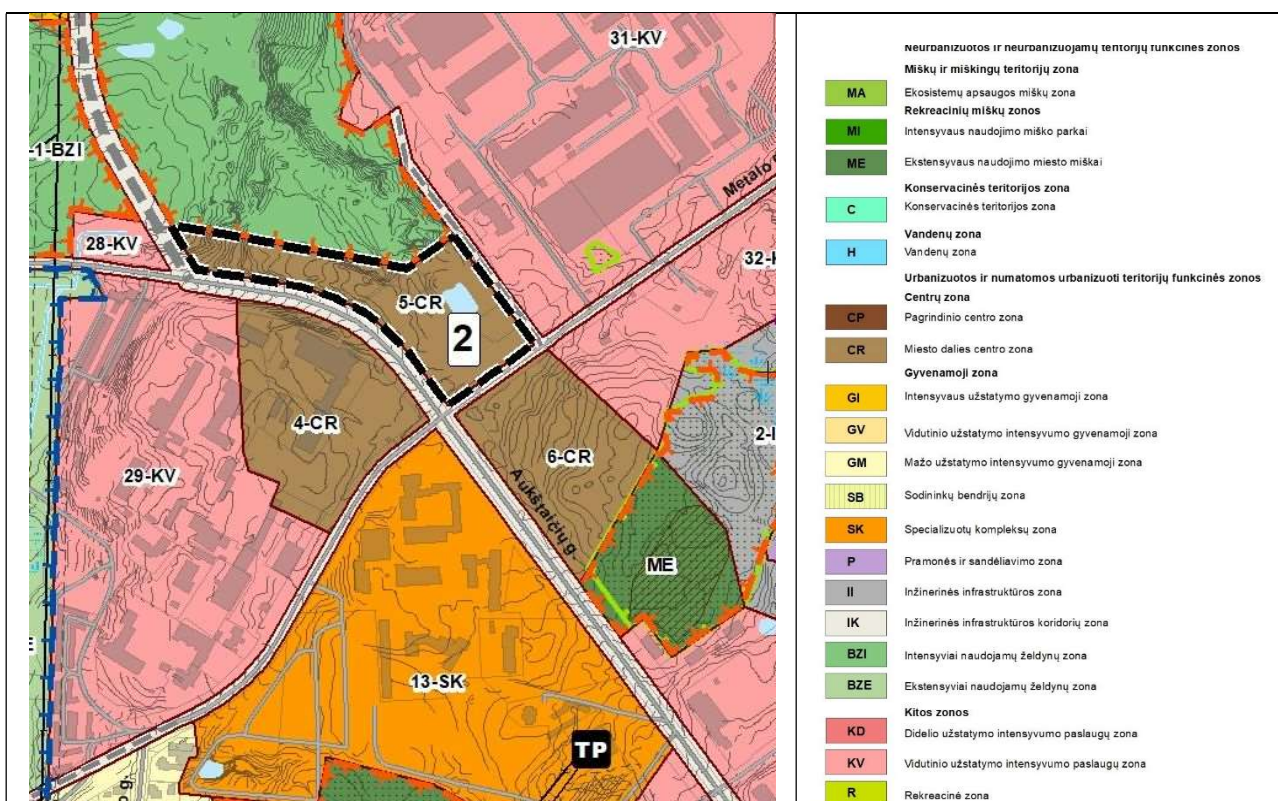 31-KV
-1-BZI
Metalo
28-KV
32-
5-CR
2
4-CR
2-I
29-KV
6-CR
Aukštaičių g.
ME
13-SK
TP
o g.
Neurbanizuotos ir neurbanizuojamų teritorijų funkcinės zonos
Miškų ir miškingų teritorijų zona
MA Ekosistemų apsaugos miškų zona
Rekreacinių miškų zonos
MI Intensyvaus naudojimo miško parkai
ME Ekstensyvaus naudojimo miesto miškai
Konservacinės teritorijos zona
C Konservacinės teritorijos zona
Vandenų zona
H Vandenų zona
Urbanizuotos ir numatomos urbanizuoti teritorijų funkcinės zonos
Centrų zona
CP Pagrindinio centro zona
CR Miesto dalies centro zona
Gyvenamoji zona
GI Intensyvaus užstatymo gyvenamoji zona
GV Vidutinio užstatymo intensyvumo gyvenamoji zona
GM Mažo užstatymo intensyvumo gyvenamoji zona
SB Sodininkų bendrijų zona
SK Specializuotų kompleksų zona
P Pramonės ir sandėliavimo zona
II Inžinerinės infrastruktūros zona
IK Inžinerinės infrastruktūros koridorių zona
BZI Intensyviai naudojamų želdynų zona
BZE Ekstensyviai naudojamų želdynų zona
Kitos zonos
KD Didelio užstatymo intensyvumo paslaugų zona
KV Vidutinio užstatymo intensyvumo paslaugų zona
R Rekreacinė zona